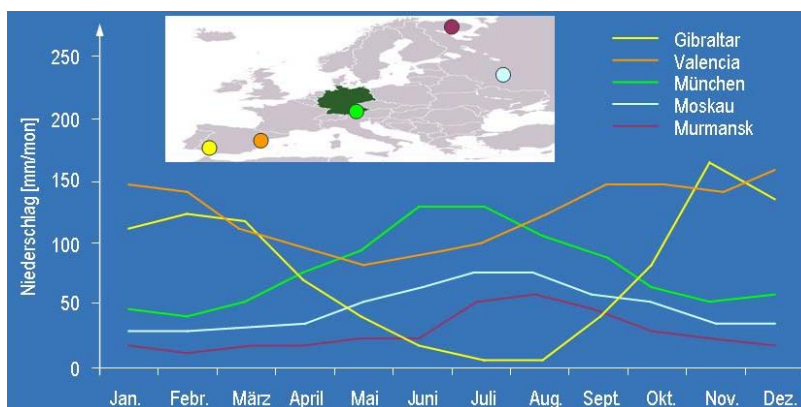 250
200
150
100
50
0
Niederschlag [mm/mon]
Gibraltar
Valencia
München
Moskau
Murmansk
Jan. Febr. März April Mai Juni Juli Aug. Sept. Okt. Nov. Dez.